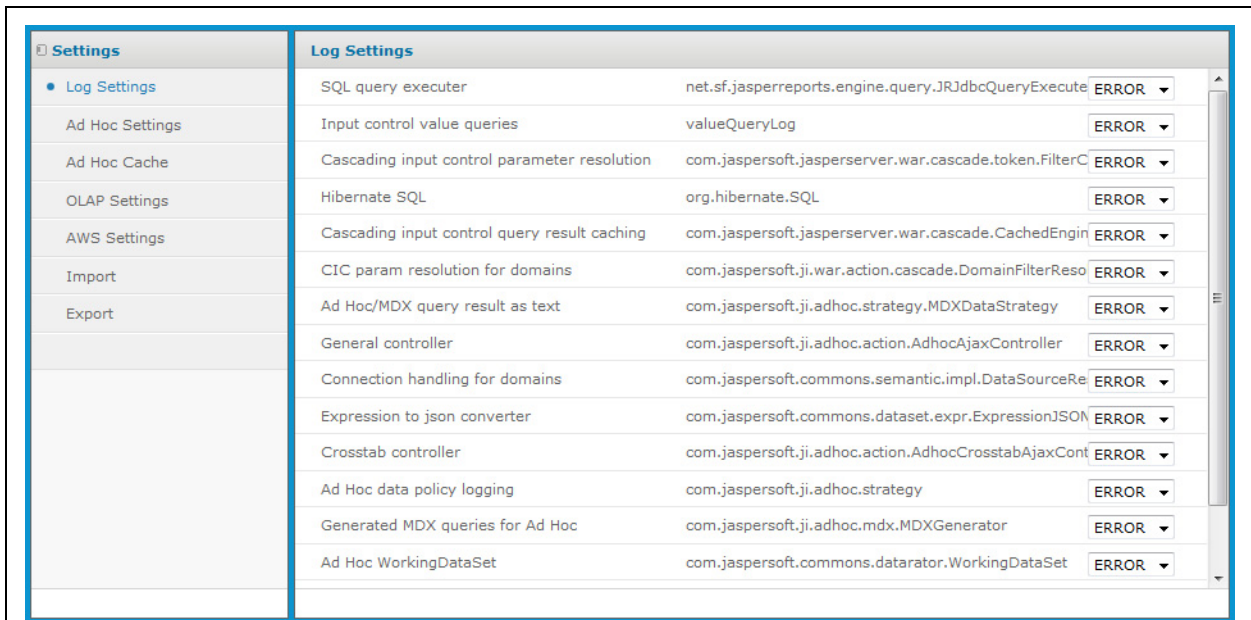 Settings
Log Settings
Ad Hoc Settings
Ad Hoc Cache
OLAP Settings
AWS Settings
Import
Export
Log Settings
SQL query executer net.sf.jasperreports.engine.query.JRJdbcQueryExecute ERROR
Input control value queries valueQueryLog ERROR
Cascading input control parameter resolution com.jaspersoft.jasperserver.war.cascade.token.FilterC ERROR
Hibernate SQL org.hibernate.SQL ERROR
Cascading input control query result caching com.jaspersoft.jasperserver.war.cascade.CachedEngin ERROR
CIC param resolution for domains com.jaspersoft.ji.war.action.cascade.DomainFilterReso ERROR
Ad Hoc/MDX query result as text com.jaspersoft.ji.adhoc.strategy.MDXDataStrategy ERROR
General controller com.jaspersoft.ji.adhoc.action.AdhocAjaxController ERROR
Connection handling for domains com.jaspersoft.commons.semantic.impl.DataSourceRe ERROR
Expression to json converter com.jaspersoft.commons.dataset.expr.ExpressionJSON ERROR
Crosstab controller com.jaspersoft.ji.adhoc.action.AdhocCrosstabAjaxCont ERROR
Ad Hoc data policy logging com.jaspersoft.ji.adhoc.strategy ERROR
Generated MDX queries for Ad Hoc com.jaspersoft.ji.adhoc.mdx.MDXGenerator ERROR
Ad Hoc WorkingDataSet com.jaspersoft.commons.datarator.WorkingDataSet ERROR